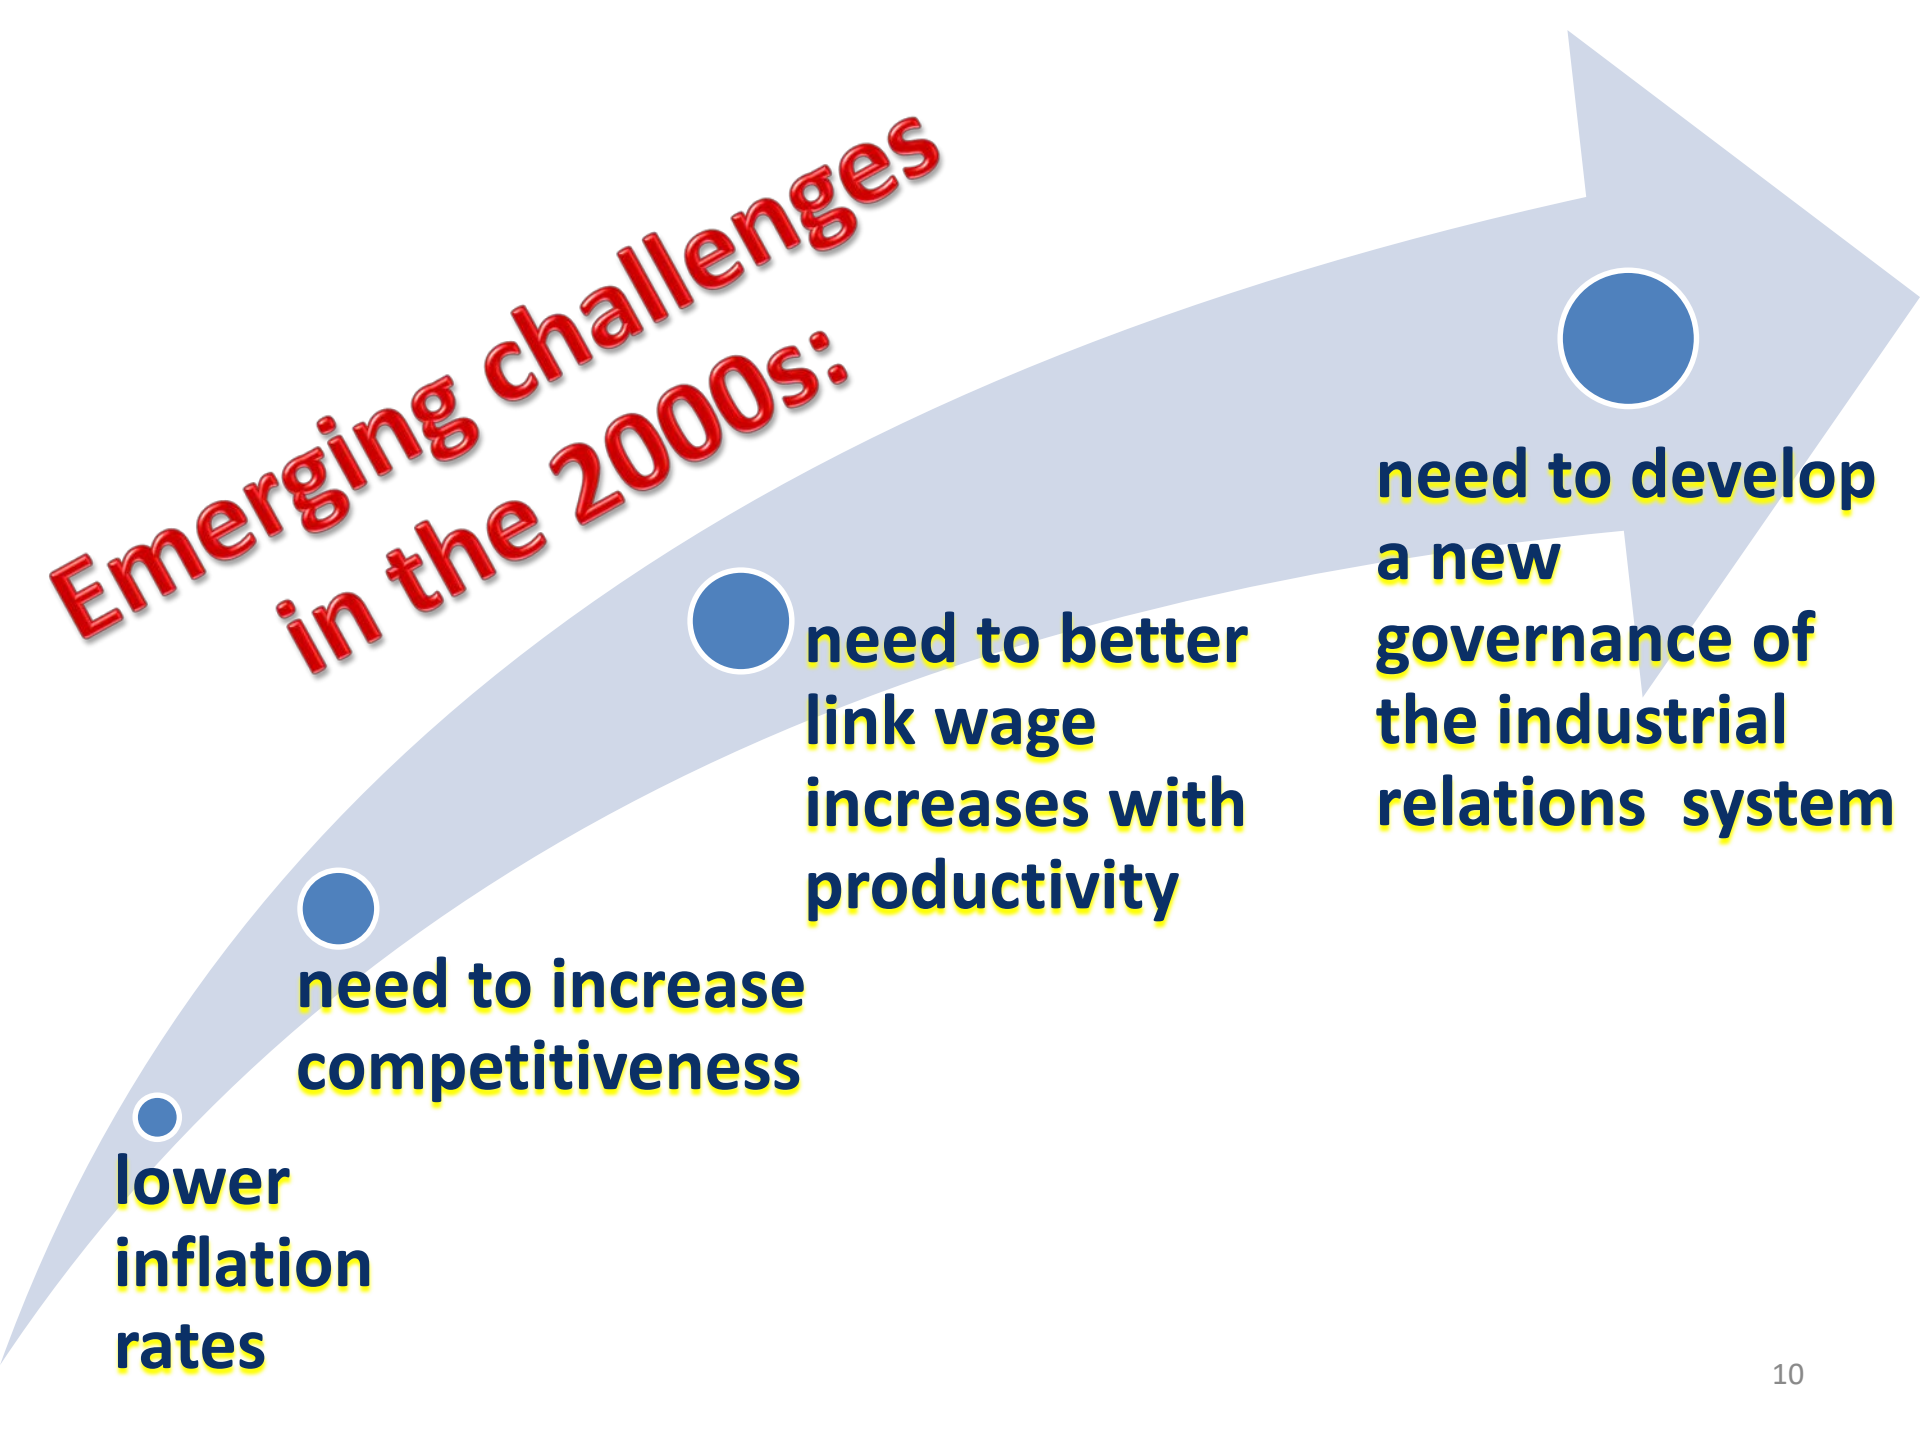 Emerging challenges
in the 2000s:
lower
inflation
rates
need to increase
competitiveness
need to better
link wage
increases with
productivity
need to develop
a new
governance of
the industrial
relations  system
10